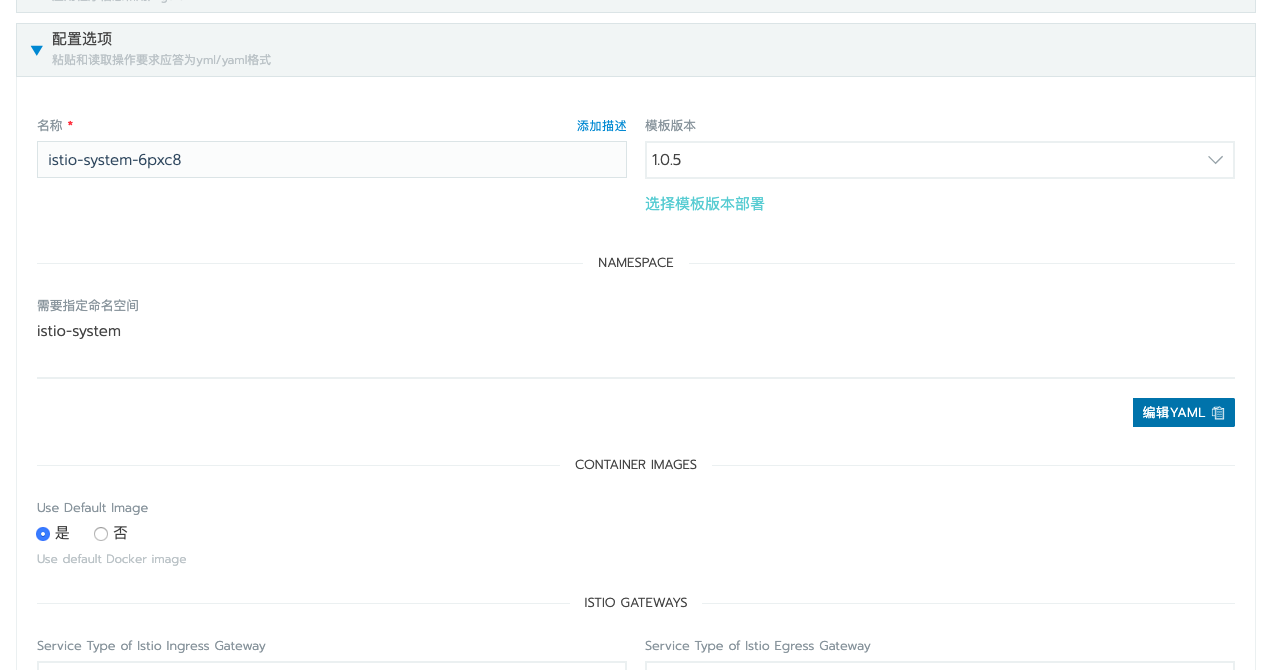 配置选项
粘贴和读取操作要求应答为yml/yaml格式
名称 *
添加描述
模板版本
istio-system-6pxc8
1.0.5
选择模板版本部署
NAMESPACE
需要指定命名空间
istio-system
编辑YAML
CONTAINER IMAGES
Use Default Image
是 否
Use default Docker image
ISTIO GATEWAYS
Service Type of Istio Ingress Gateway
Service Type of Istio Egress Gateway